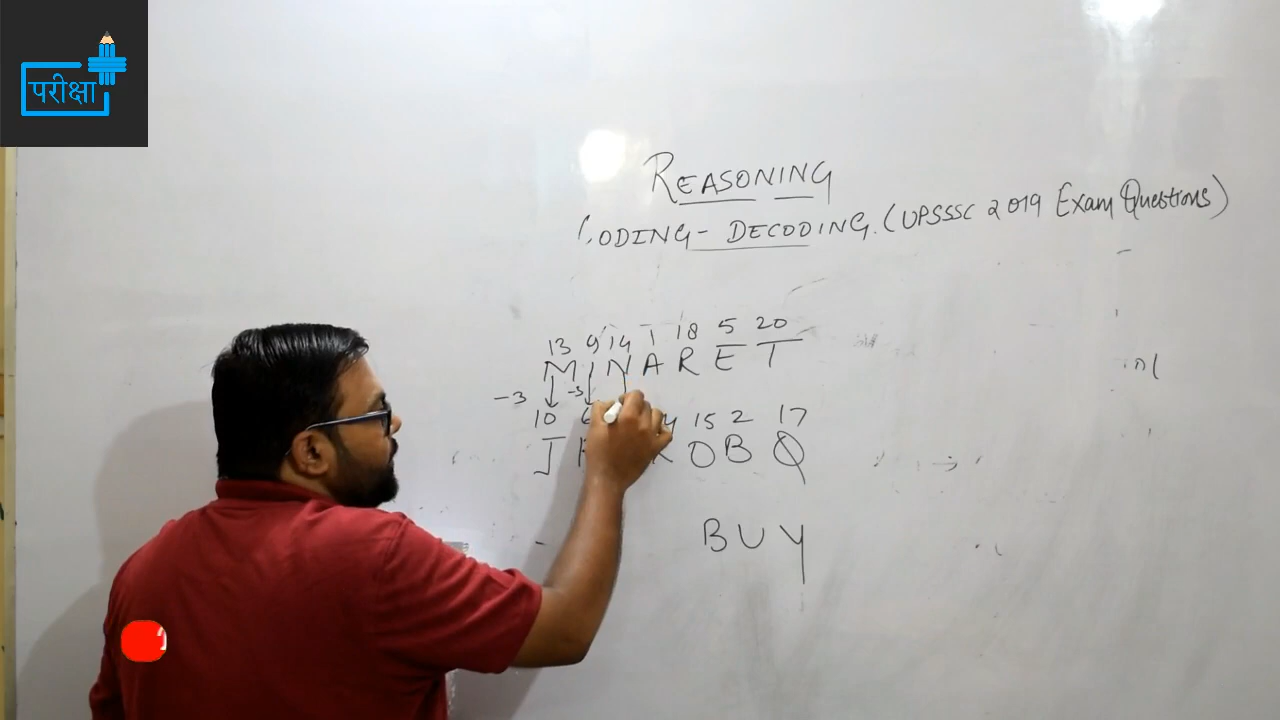 परीक्षा
REASONING
CODING - DECODING. (UPSSSC 2019 Exam Questions)
13 9 14 1 18 5 20
M I N A R E T
-3 -3
10 6 15 2 17
J O B Q
B U Y